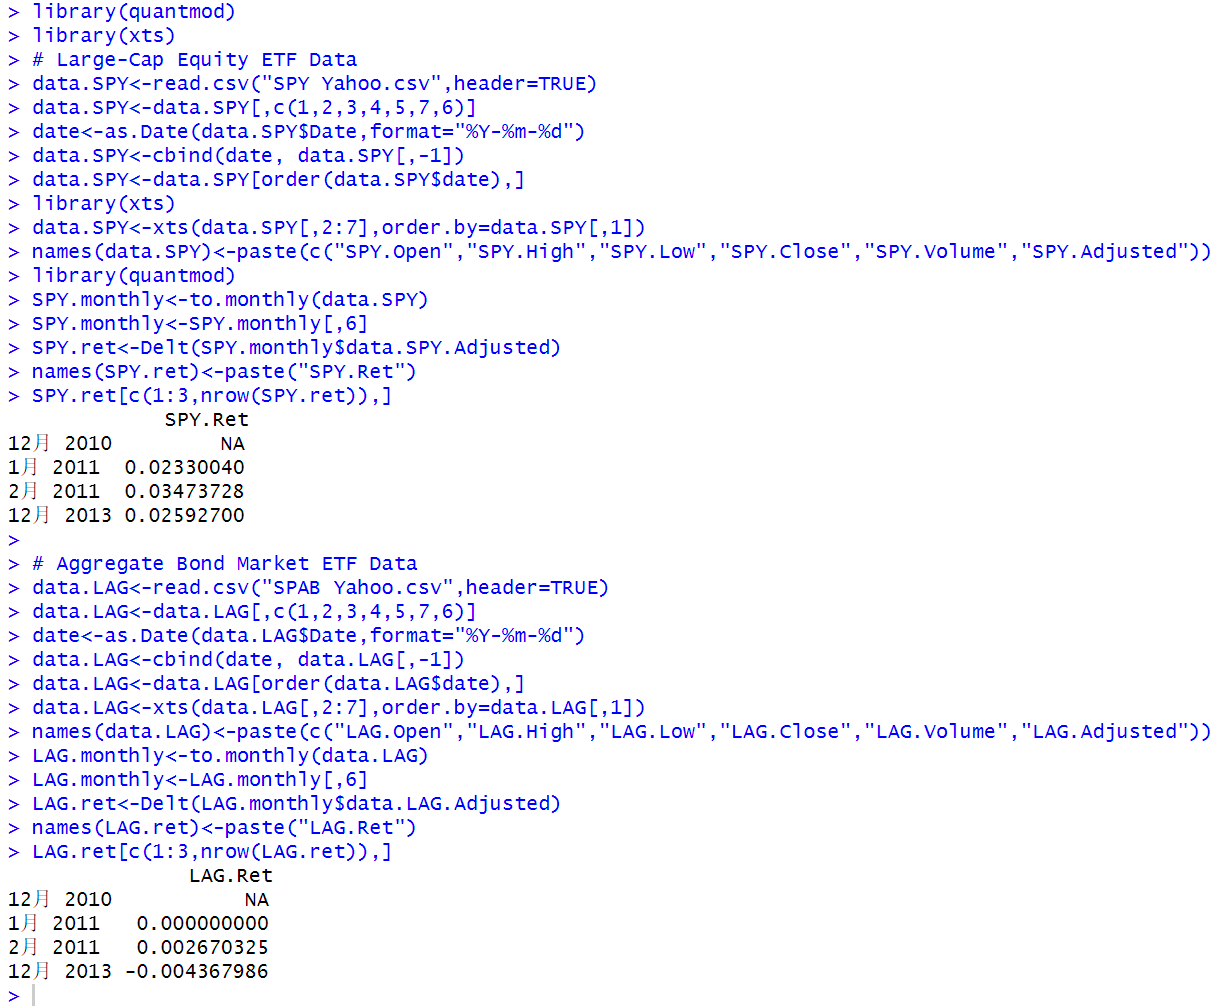 > library(quantmod)
> library(xts)
> # Large-Cap Equity ETF Data
> data.SPY<-read.csv("SPY Yahoo.csv",header=TRUE)
> data.SPY<-data.SPY[,c(1,2,3,4,5,7,6)]
> date<-as.Date(data.SPY$Date,format="%Y-%m-%d")
> data.SPY<-cbind(date, data.SPY[,-1])
> data.SPY<-data.SPY[order(data.SPY$date),]
> library(xts)
> data.SPY<-xts(data.SPY[,2:7],order.by=data.SPY[,1])
> names(data.SPY)<-paste(c("SPY.Open","SPY.High","SPY.Low","SPY.Close","SPY.Volume","SPY.Adjusted"))
> library(quantmod)
> SPY.monthly<-to.monthly(data.SPY)
> SPY.monthly<-SPY.monthly[,6]
> SPY.ret<-Delt(SPY.monthly$data.SPY.Adjusted)
> names(SPY.ret)<-paste("SPY.Ret")
> SPY.ret[c(1:3,nrow(SPY.ret)),]
SPY.Ret
12月 2010 NA
1月 2011 0.02330040
2月 2011 0.03473728
12月 2013 0.02592700
>
> # Aggregate Bond Market ETF Data
> data.LAG<-read.csv("SPAB Yahoo.csv",header=TRUE)
> data.LAG<-data.LAG[,c(1,2,3,4,5,7,6)]
> date<-as.Date(data.LAG$Date,format="%Y-%m-%d")
> data.LAG<-cbind(date, data.LAG[,-1])
> data.LAG<-data.LAG[order(data.LAG$date),]
> data.LAG<-xts(data.LAG[,2:7],order.by=data.LAG[,1])
> names(data.LAG)<-paste(c("LAG.Open","LAG.High","LAG.Low","LAG.Close","LAG.Volume","LAG.Adjusted"))
> LAG.monthly<-to.monthly(data.LAG)
> LAG.monthly<-LAG.monthly[,6]
> LAG.ret<-Delt(LAG.monthly$data.LAG.Adjusted)
> names(LAG.ret)<-paste("LAG.Ret")
> LAG.ret[c(1:3,nrow(LAG.ret)),]
LAG.Ret
12月 2010 NA
1月 2011 0.000000000
2月 2011 0.002670325
12月 2013 -0.004367986
>